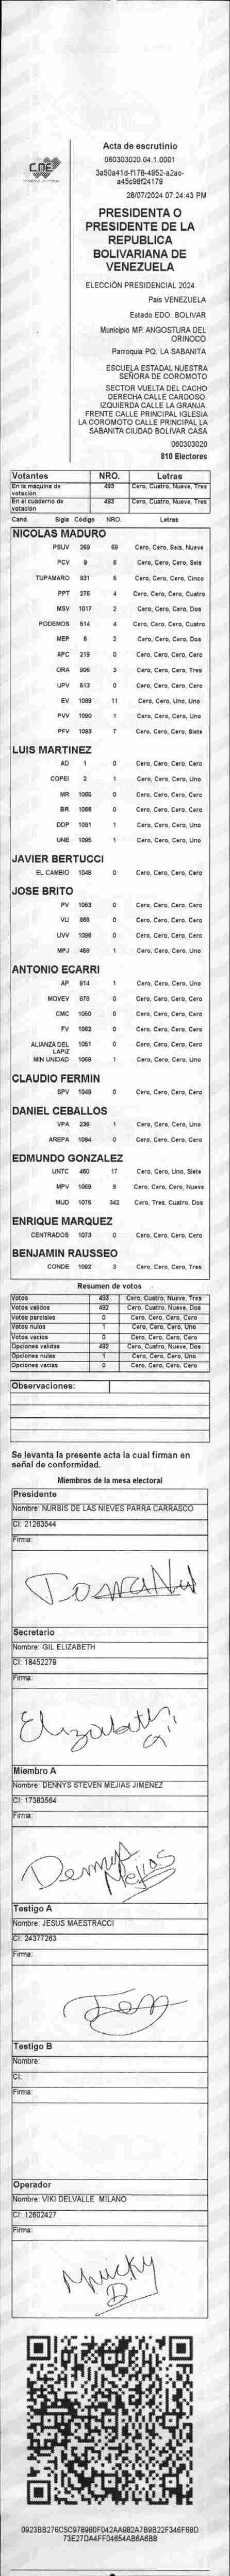 CNE
Acta de escrutinio
060303020.04.1.0001
3a50a41d-f178-4952-a2ac-
a45c98f24179
28/07/2024 07:24:43 PM
PRESIDENTA O
PRESIDENTE DE LA
REPUBLICA
BOLIVARIANA DE
VENEZUELA
ELECCIÓN PRESIDENCIAL 2024
Pais VENEZUELA
Estado EDO. BOLIVAR
Municipio MP. ANGOSTURA DEL
ORINOCO
Parroquia PQ. LA SABANITA
ESCUELA ESTADAL NUESTRA
SEÑORA DE COROMOTO
SECTOR VUELTA DEL CACHO
DERECHA CALLE CARDOSO.
IZQUIERDA CALLE LA GRANJA.
FRENTE CALLE PRINCIPAL IGLESIA
LA COROMOTO CALLE PRINCIPAL LA
SABANITA CIUDAD BOLIVAR CASA
060303020
810 Electores
Votantes NRO. Letras
En la máquina de votación 493 Cero, Cuatro, Nueve, Tres
En el cuaderno de votación 493 Cero, Cuatro, Nueve, Tres
Cand. Sigla Código NRO. Letras
NICOLAS MADURO
PSUV 269 69 Cero, Cero, Seis, Nueve
PCV 9 6 Cero, Cero, Cero, Seis
TUPAMARO 931 5 Cero, Cero, Cero, Cinco
PPT 276 4 Cero, Cero, Cero, Cuatro
MSV 1017 2 Cero, Cero, Cero, Dos
PODEMOS 514 4 Cero, Cero, Cero, Cuatro
MEP 6 2 Cero, Cero, Cero, Dos
APC 219 0 Cero, Cero, Cero, Cero
ORA 906 3 Cero, Cero, Cero, Tres
UPV 613 0 Cero, Cero, Cero, Cero
EV 1089 11 Cero, Cero, Uno, Uno
PVV 1090 1 Cero, Cero, Cero, Uno
PFV 1093 7 Cero, Cero, Cero, Siete
LUIS MARTINEZ
AD 1 0 Cero, Cero, Cero, Cero
COPEI 2 1 Cero, Cero, Cero, Uno
MR 1065 0 Cero, Cero, Cero, Cero
BR 1066 0 Cero, Cero, Cero, Cero
DDP 1091 1 Cero, Cero, Cero, Uno
UNE 1095 1 Cero, Cero, Cero, Uno
JAVIER BERTUCCI
EL CAMBIO 1048 0 Cero, Cero, Cero, Cero
JOSE BRITO
PV 1053 0 Cero, Cero, Cero, Cero
VU 868 0 Cero, Cero, Cero, Cero
UVV 1096 0 Cero, Cero, Cero, Cero
MPJ 458 1 Cero, Cero, Cero, Uno
ANTONIO ECARRI
AP 914 1 Cero, Cero, Cero, Uno
MOVEV 678 0 Cero, Cero, Cero, Cero
CMC 1050 0 Cero, Cero, Cero, Cero
FV 1062 0 Cero, Cero, Cero, Cero
ALIANZA DEL LAPIZ 1051 0 Cero, Cero, Cero, Cero
MIN UNIDAD 1069 1 Cero, Cero, Cero, Uno
CLAUDIO FERMIN
SPV 1049 0 Cero, Cero, Cero, Cero
DANIEL CEBALLOS
VPA 236 1 Cero, Cero, Cero, Uno
AREPA 1094 0 Cero, Cero, Cero, Cero
EDMUNDO GONZALEZ
UNTC 460 17 Cero, Cero, Uno, Siete
MPV 1069 9 Cero, Cero, Cero, Nueve
MUD 1075 342 Cero, Tres, Cuatro, Dos
ENRIQUE MARQUEZ
CENTRADOS 1073 0 Cero, Cero, Cero, Cero
BENJAMIN RAUSSEO
CONDE 1092 3 Cero, Cero, Cero, Tres
Resumen de votos
Votos 493 Cero, Cuatro, Nueve, Tres
Votos validos 492 Cero, Cuatro, Nueve, Dos
Votos parciales 0 Cero, Cero, Cero, Cero
Votos nulos 1 Cero, Cero, Cero, Uno
Votos vacios 0 Cero, Cero, Cero, Cero
Opciones validas 492 Cero, Cuatro, Nueve, Dos
Opciones nulas 1 Cero, Cero, Cero, Uno
Opciones vacias 0 Cero, Cero, Cero, Cero
Observaciones:
Se levanta la presente acta la cual firman en
señal de conformidad.
Miembros de la mesa electoral
Presidente
Nombre: NURBIS DE LAS NIEVES PARRA CARRASCO
CI: 21263544
Firma:
Secretario
Nombre: GIL ELIZABETH
CI: 18452279
Firma:
Elizabeth Gil
Miembro A
Nombre: DENNYS STEVEN MEJIAS JIMENEZ
CI: 17383564
Firma:
Dennys Mejias
Testigo A
Nombre: JESUS MAESTRACCI
CI: 24377263
Firma:
Testigo B
Nombre:
CI:
Firma:
Operador
Nombre: VIKI DELVALLE MILANO
CI: 12602427
Firma:
0923BB276C5C978980F042AA982A7B9B22F346F68D
73E27DA4FF04654AB6A6B8